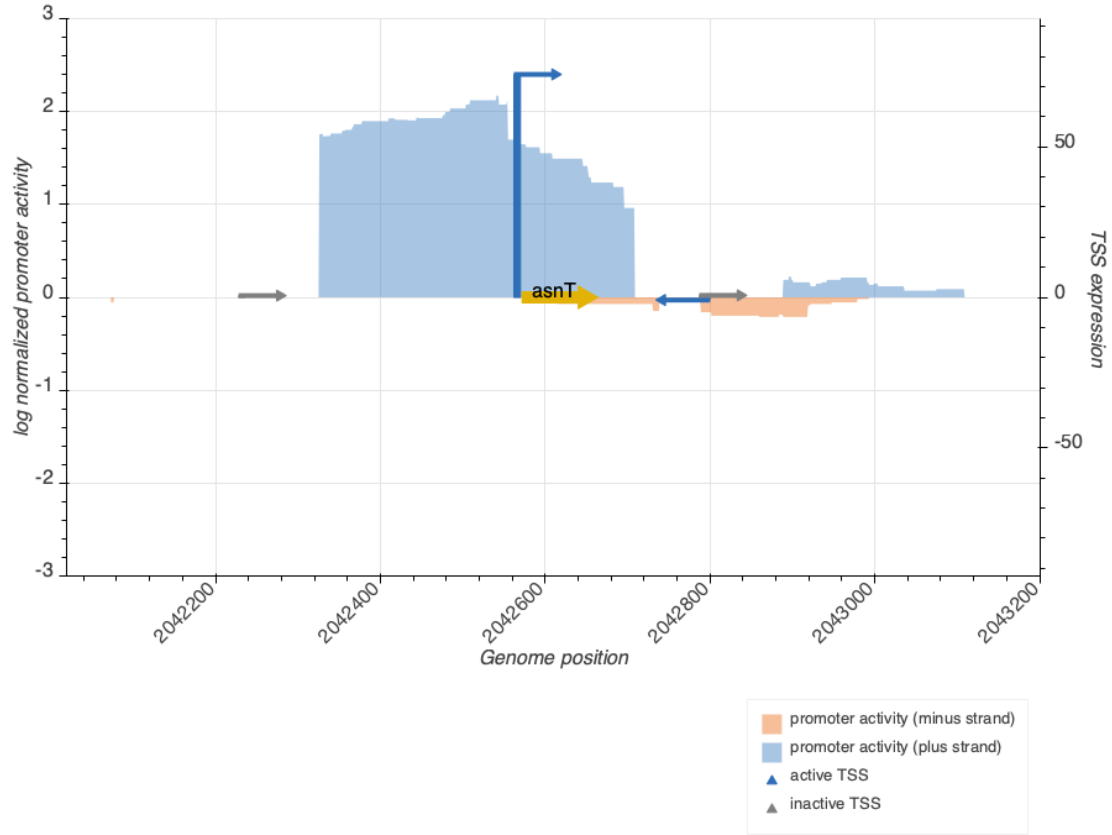 3
2
1
0
-1
-2
-3
log normalized promoter activity
asnT
50
0
-50
TSS expression
2042200
2042400
2042600
2042800
2043000
2043200
Genome position
promoter activity (minus strand)
promoter activity (plus strand)
active TSS
inactive TSS